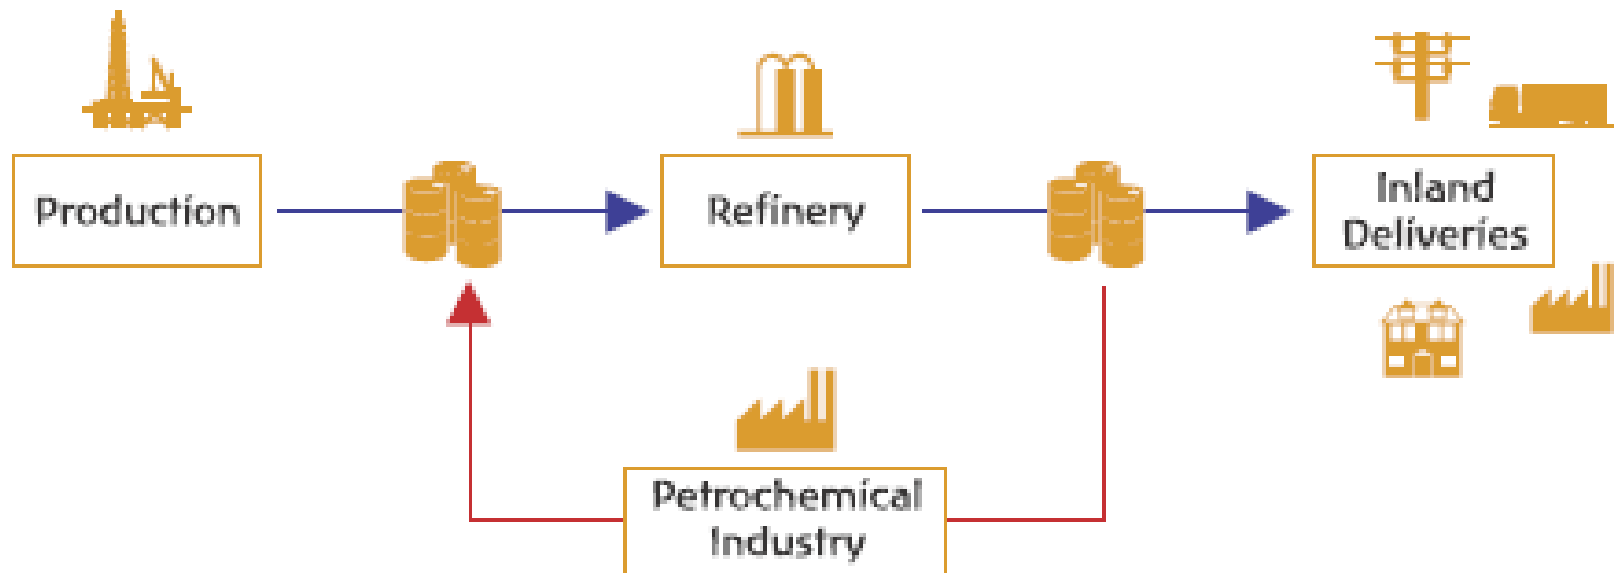 Production
Refinery
Inland
Deliveries
Petrochemical
Industry